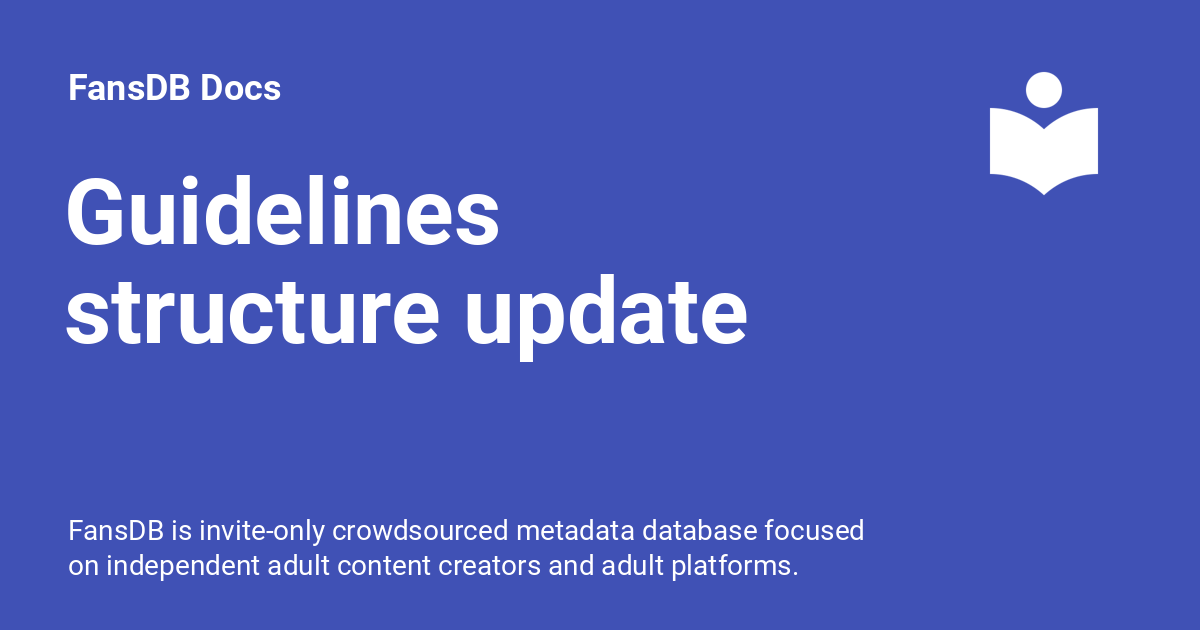 FansDB Docs
Guidelines
structure update
FansDB is invite-only crowdsourced metadata database focused
on independent adult content creators and adult platforms.